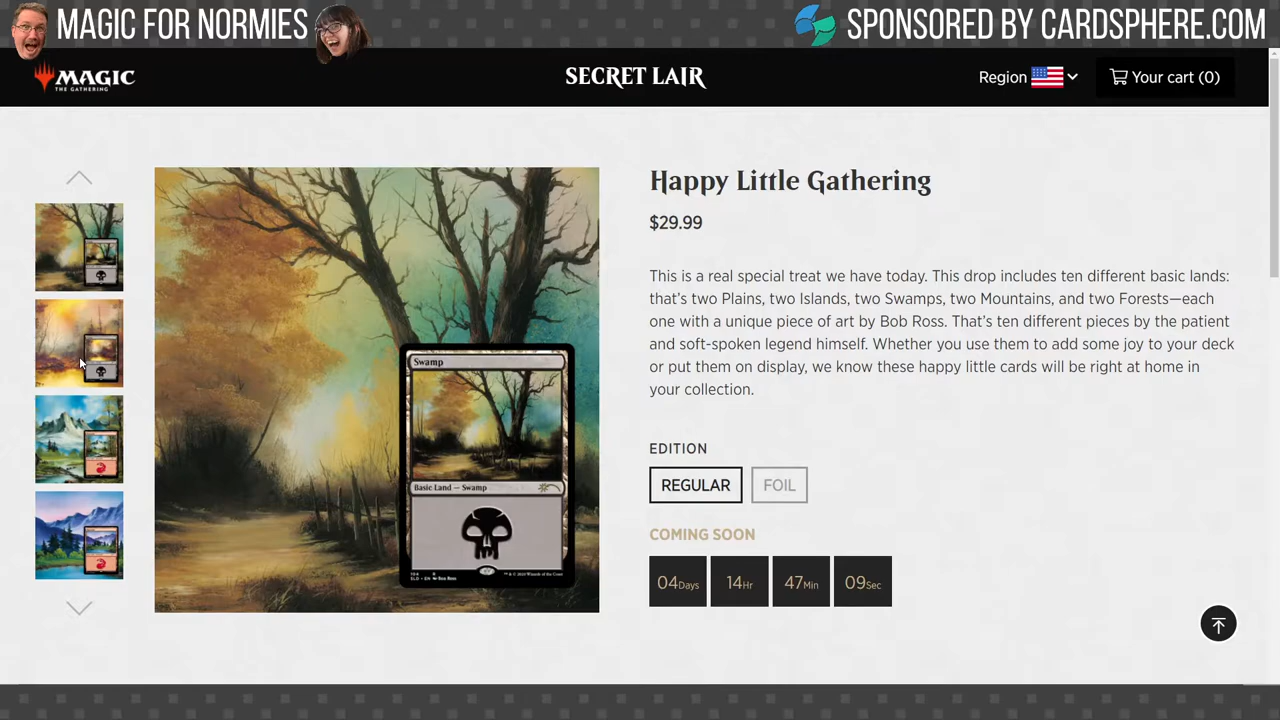 MAGIC FOR NORMIES
SPONSORED BY CARDSPHERE.COM
MAGIC
THE GATHERING
SECRET LAIR
Region
Your cart (0)
Happy Little Gathering
$29.99
This is a real special treat we have today. This drop includes ten different basic lands:
that's two Plains, two Islands, two Swamps, two Mountains, and two Forests—each
one with a unique piece of art by Bob Ross. That's ten different pieces by the patient
and soft-spoken legend himself. Whether you use them to add some joy to your deck
or put them on display, we know these happy little cards will be right at home in
your collection.
Swamp
Basic Land — Swamp
EDITION
REGULAR
FOIL
COMING SOON
04Days
14Hr
47Min
09Sec